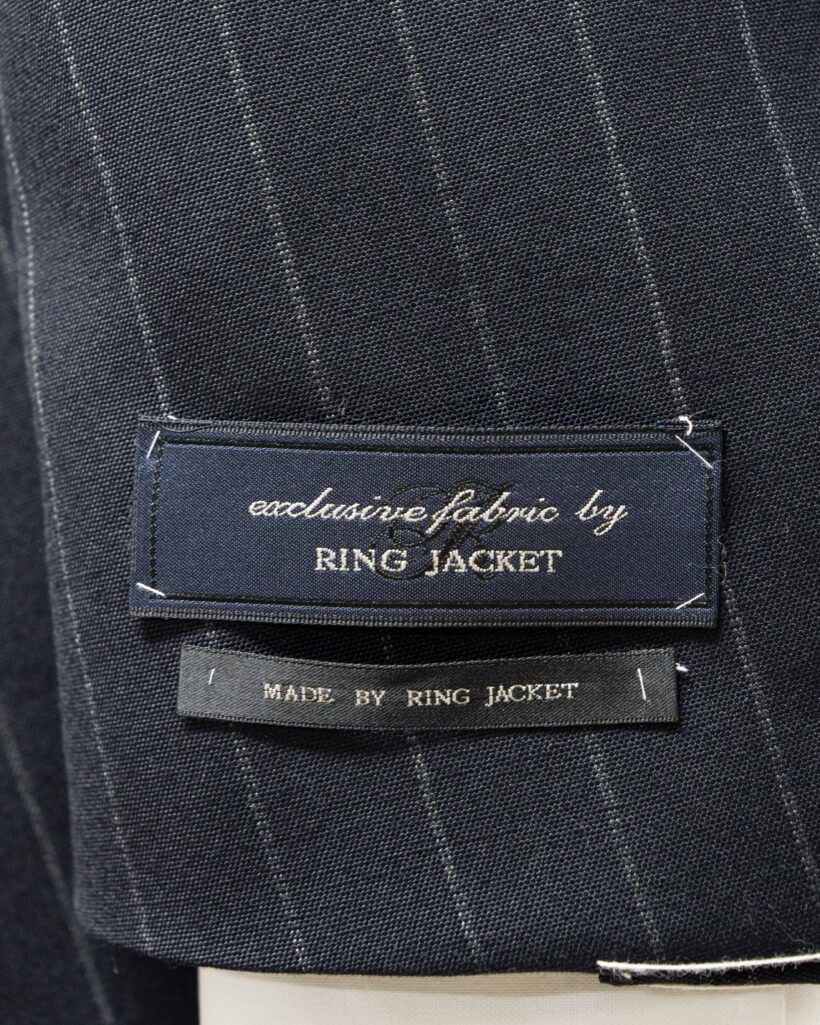 exclusive fabric by
RING JACKET
MADE BY RING JACKET